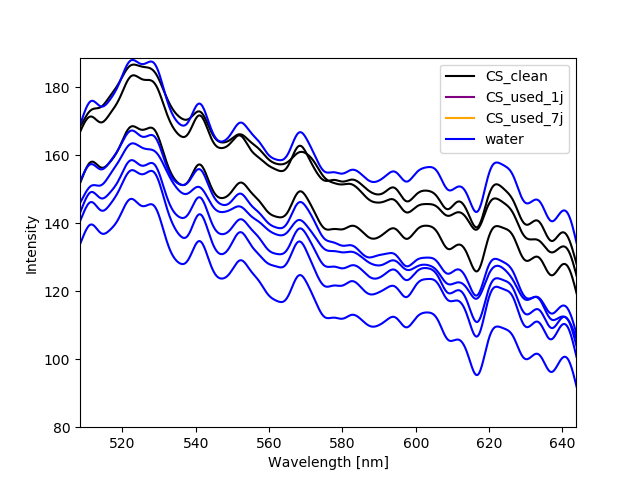 180
160
140
120
100
80
Intensity
CS_clean
CS_used_1j
CS_used_7j
water
520 540 560 580 600 620 640
Wavelength [nm]